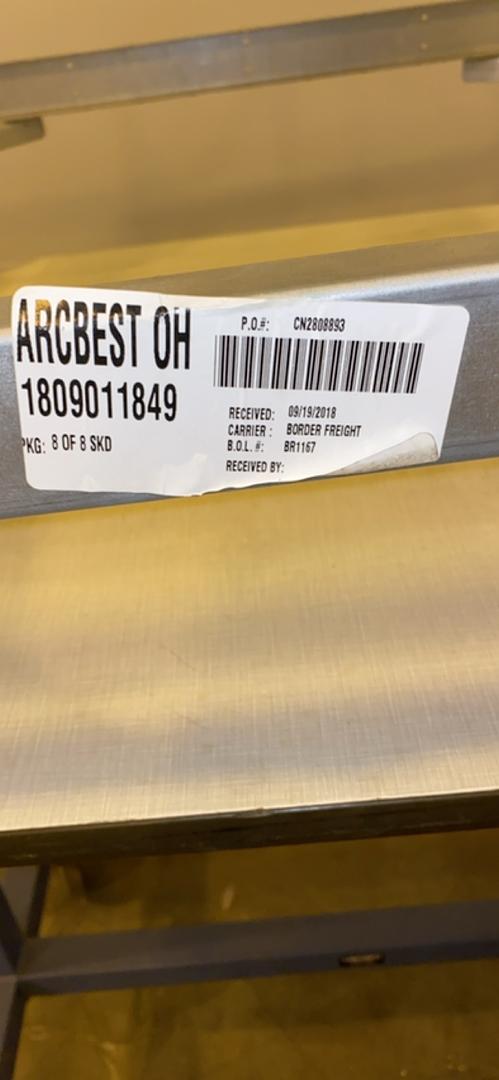 ARCBEST OH
1809011849
PKG: 8 OF 8 SKD
P.O.#: CN2808893
RECEIVED: 09/19/2018
CARRIER : BORDER FREIGHT
B.O.L. #: BR1167
RECEIVED BY: